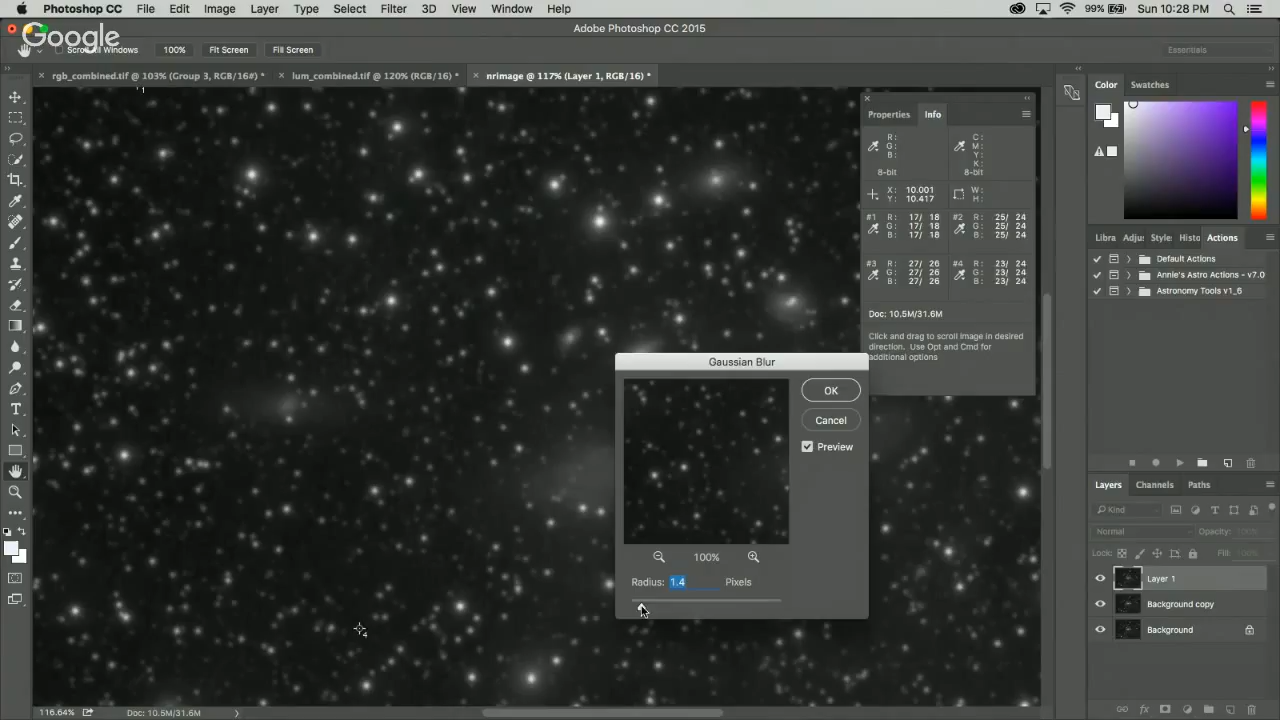 Photoshop CC File Edit Image Layer Type Select Filter 3D View Window Help 99% Sun 10:28 PM
Google
Adobe Photoshop CC 2015
Scroll All Windows 100% Fit Screen Fill Screen Essentials
rgb_combined.tif @ 103% (Group 3, RGB/16#) * lum_combined.tif @ 120% (RGB/16) * nrimage @ 117% (Layer 1, RGB/16) *
1
Properties Info
R: C:
G: M:
B: Y:
K:
8-bit 8-bit
X: 10.001 W:
Y: 10.417 H:
#1 R: 17/ 18 #2 R: 25/ 24
G: 17/ 18 G: 25/ 24
B: 17/ 18 B: 25/ 24
#3 R: 27/ 26 #4 R: 23/ 24
G: 27/ 26 G: 23/ 24
B: 27/ 26 B: 23/ 24
Doc: 10.5M/31.6M
Click and drag to scroll image in desired
direction. Use Opt and Cmd for
additional options
Gaussian Blur
OK
Cancel
Preview
100%
Radius: 1.4 Pixels
4
Color Swatches
Libra Adjus Style Histo Actions
Default Actions
Annie's Astro Actions - v7.0
Astronomy Tools v1_6
Layers Channels Paths
Kind
Normal Opacity: 100%
Lock: Fill: 100%
Layer 1
Background copy
Background
116.64% Doc: 10.5M/31.6M